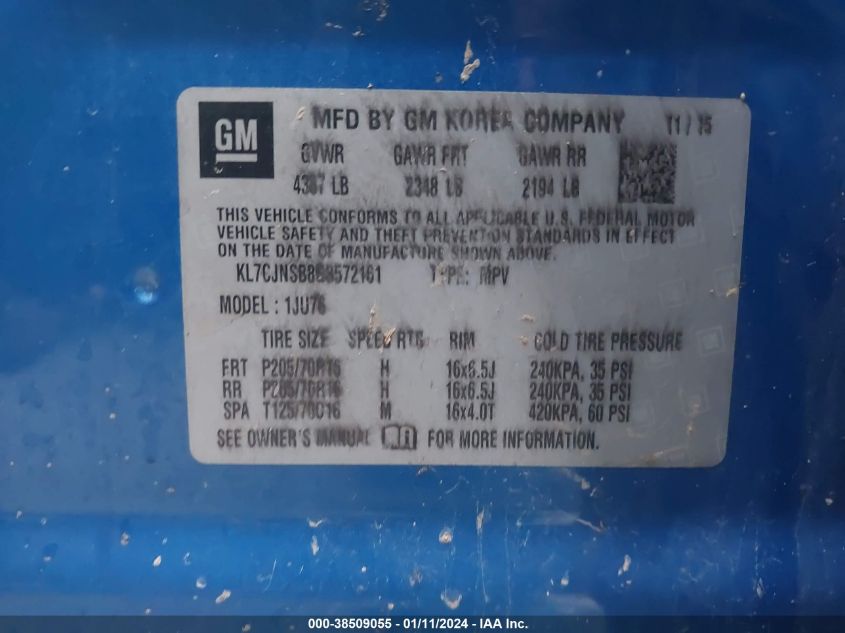 GM MFD BY GM KOREA COMPANY 11 / 15
GVWR GAWR FRT GAWR RR
LB 2348 LB 2194 LB
THIS VEHICLE CONFORMS TO ALL APPLICABLE U.S. FEDERAL MOTOR
VEHICLE SAFETY AND THEFT PREVENTION STANDARDS IN EFFECT
ON THE DATE OF MANUFACTURE SHOWN ABOVE.
TYPE: MPV
MODEL : 1JU76
TIRE SIZE SPEED RTG RIM COLD TIRE PRESSURE
FRT P205/70R16 H 16x6.5J 240KPA, 35 PSI
RR P205/70R16 H 16x6.5J 240KPA, 35 PSI
SPA T125/70D16 M 16x4.0T 420KPA, 60 PSI
SEE OWNER'S MANUAL FOR MORE INFORMATION.
000-38509055 - 01/11/2024 - IAA Inc.